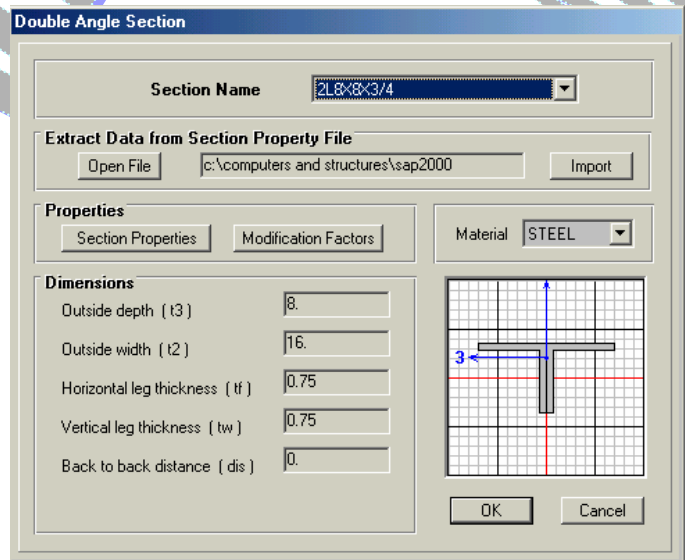 Double Angle Section
Section Name 2L8X8X3/4
Extract Data from Section Property File
Open File c:\computers and structures\sap2000 Import
Properties
Section Properties Modification Factors Material STEEL
Dimensions
Outside depth ( t3 ) 8.
Outside width ( t2 ) 16.
Horizontal leg thickness ( tf ) 0.75
Vertical leg thickness ( tw ) 0.75
Back to back distance ( dis ) 0.
3
OK Cancel